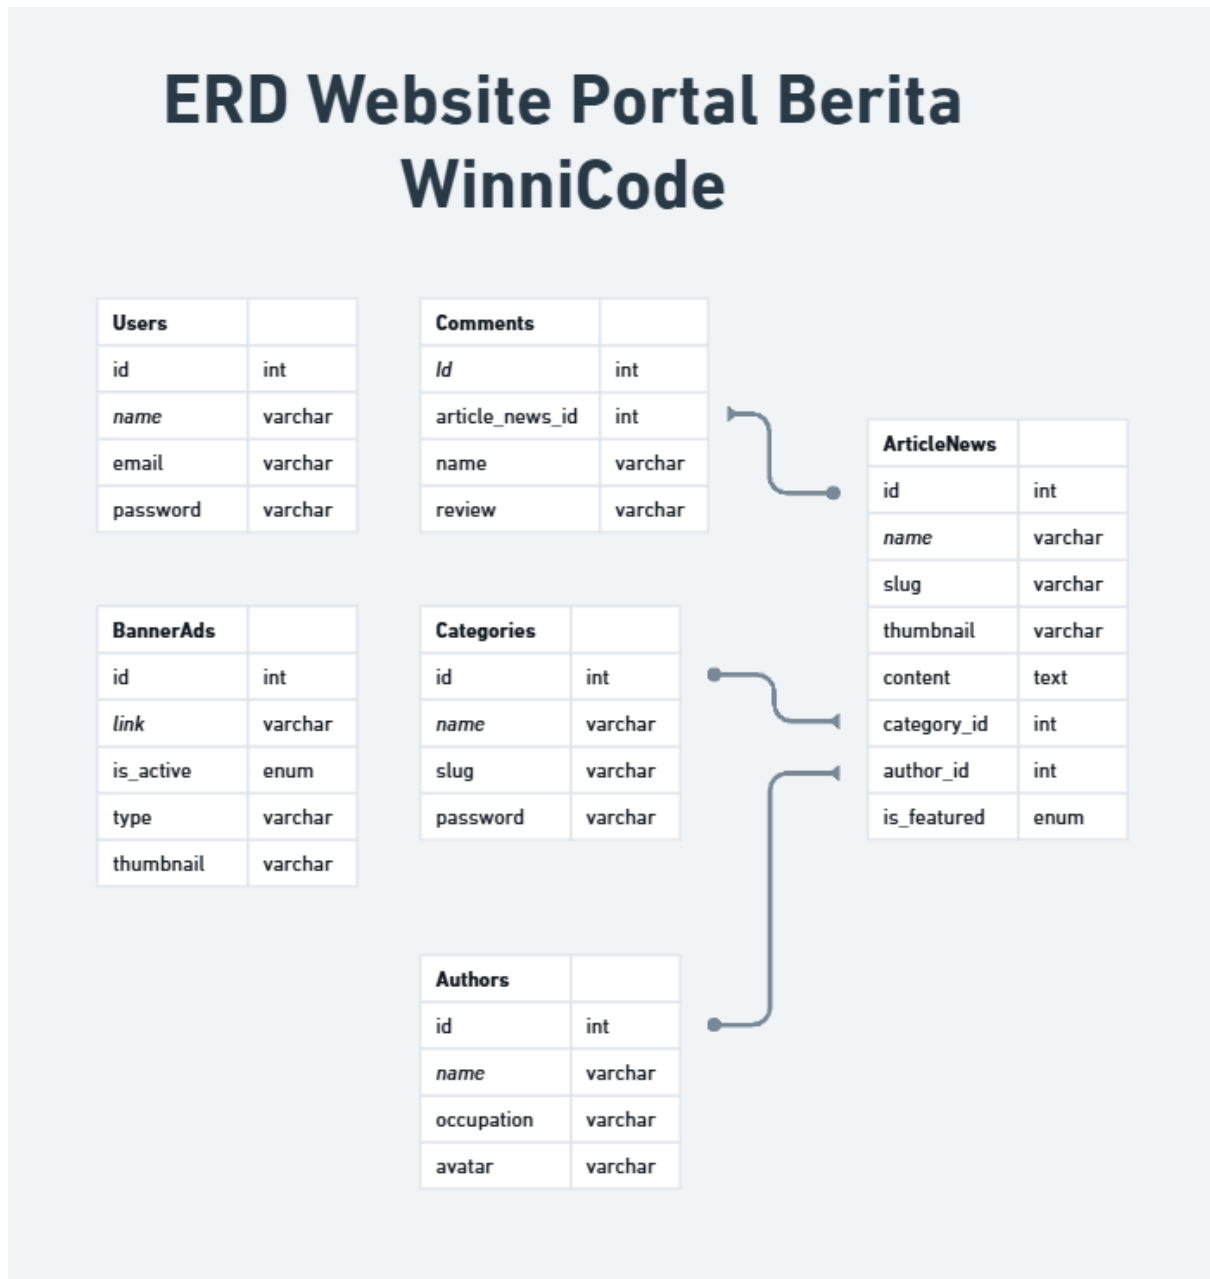 ERD Website Portal Berita
WinniCode
Users
id int
name varchar
email varchar
password varchar
Comments
Id int
article_news_id int
name varchar
review varchar
ArticleNews
id int
name varchar
slug varchar
thumbnail varchar
content text
category_id int
author_id int
is_featured enum
BannerAds
id int
link varchar
is_active enum
type varchar
thumbnail varchar
Categories
id int
name varchar
slug varchar
password varchar
Authors
id int
name varchar
occupation varchar
avatar varchar